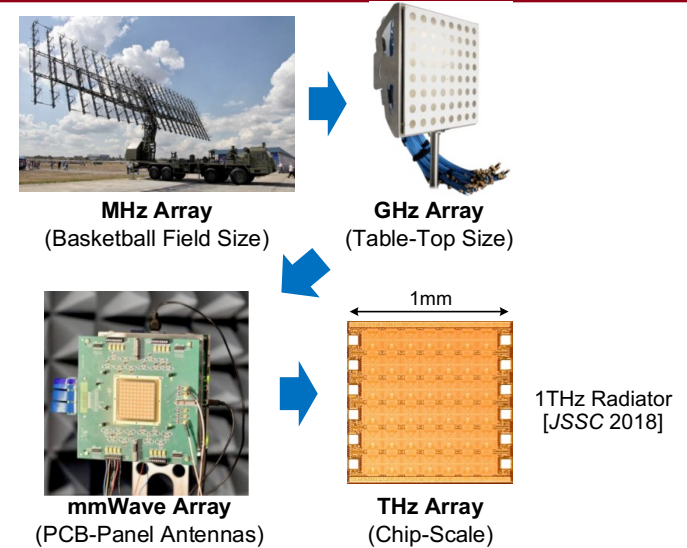 MHz Array
(Basketball Field Size)
GHz Array
(Table-Top Size)
mmWave Array
(PCB-Panel Antennas)
1mm
THz Array
(Chip-Scale)
1THz Radiator
[JSSC 2018]